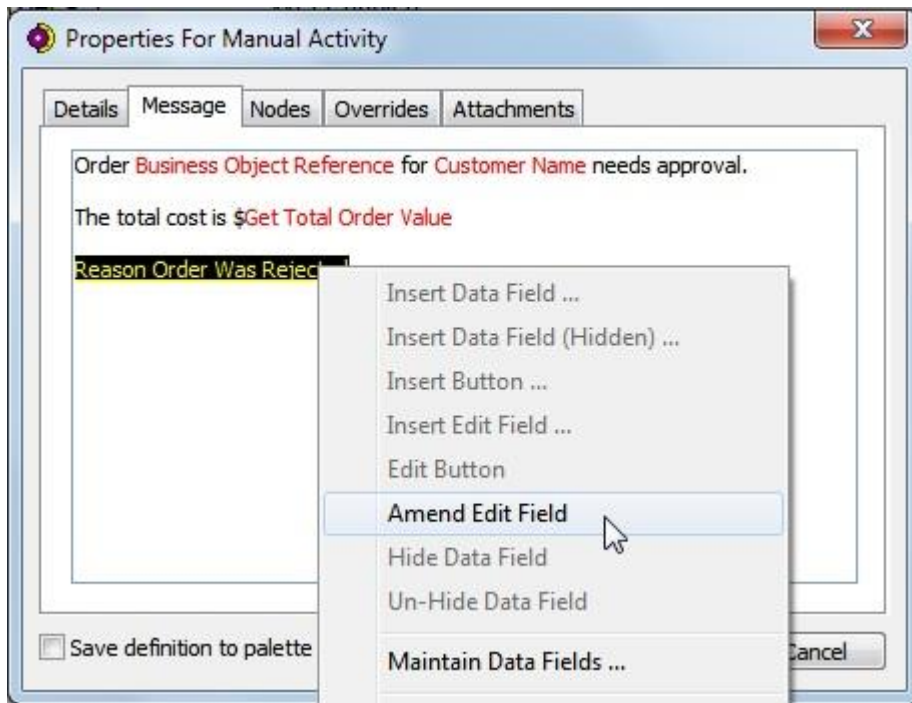 Properties For Manual Activity
Details Message Nodes Overrides Attachments
Order Business Object Reference for Customer Name needs approval.
The total cost is $Get Total Order Value
Reason Order Was
Insert Data Field ...
Insert Data Field (Hidden) ...
Insert Button ...
Insert Edit Field ...
Edit Button
Amend Edit Field
Hide Data Field
Un-Hide Data Field
Save definition to palette
Maintain Data Fields ...
Cancel